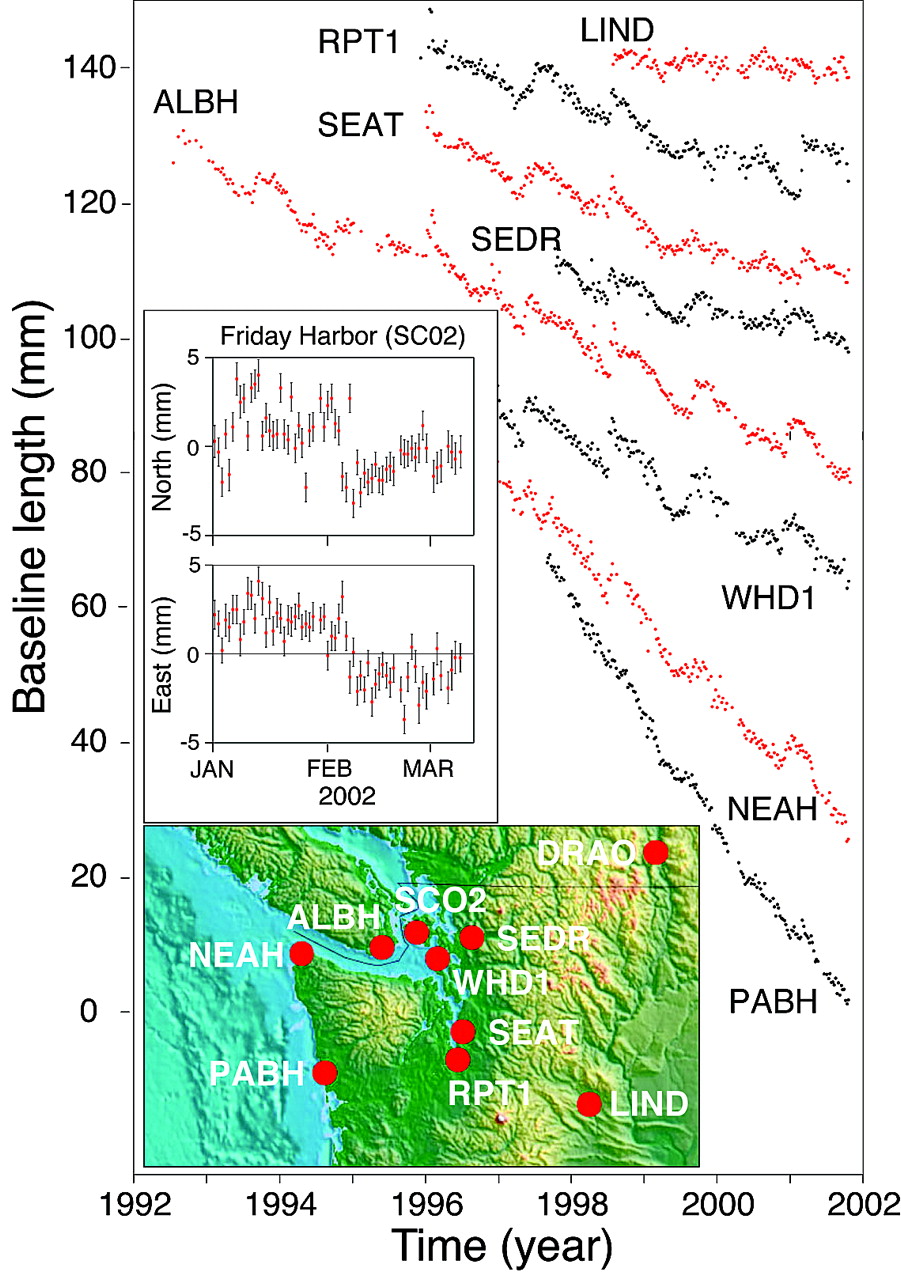 RPT1
LIND
140
ALBH
SEAT
120
SEDR
100
Friday Harbor (SC02)
5
North (mm)
0
-5
80
5
East (mm)
0
-5
JAN
FEB
MAR
2002
WHD1
60
Baseline length (mm)
40
NEAH
20
PABH
0
DRAO
SCO2
ALBH
SEDR
NEAH
WHD1
SEAT
PABH
RPT1
LIND
1992
1994
1996
1998
2000
2002
Time (year)